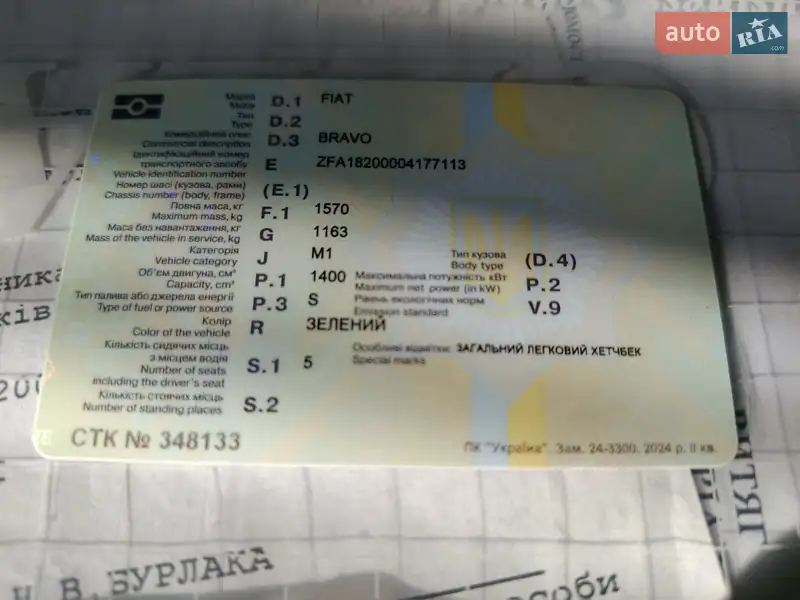 auto RIA .com
Марка D.1 FIAT
Make
Тип D.2
Type
Комерційний опис D.3 BRAVO
Commercial description
Ідентифікаційний номер
транспортного засобу E ZFA18200004177113
Vehicle identification number
Номер шасі (кузова, рами) (E.1)
Chassis number (body, frame)
Повна маса, кг F.1 1570
Maximum mass, kg
Маса без навантаження, кг G 1163
Mass of the vehicle in service, kg
Категорія J M1 Тип кузова (D.4)
Vehicle category Body type
Об'єм двигуна, см³ P.1 1400 Максимальна потужність кВт P.2
Capacity, cm³ Maximum net power (in kW)
Тип палива або джерела енергії P.3 S Рівень екологічних норм V.9
Type of fuel or power source Emission standard
Колір R ЗЕЛЕНИЙ
Color of the vehicle
Кількість сидячих місць Особливі відмітки: ЗАГАЛЬНИЙ ЛЕГКОВИЙ ХЕТЧБЕК
з місцем водія S.1 5 Special marks
Number of seats
including the driver's seat
Кількість стоячих місць S.2
Number of standing places
СТК № 348133
ПК "Україна". Зам. 24-3300. 2024 р. II кв.
В. БУРЛАКА